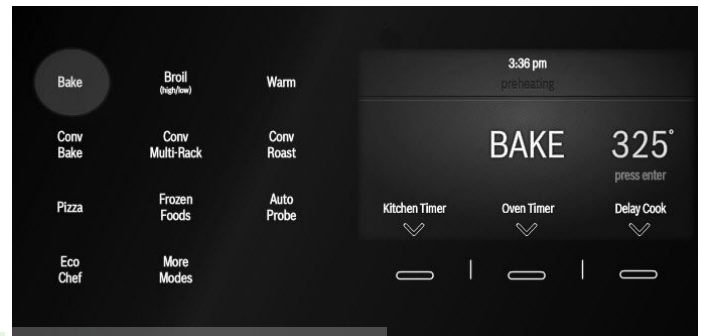 Bake
Broil
(high/low)
Warm
Conv
Bake
Conv
Multi-Rack
Conv
Roast
Pizza
Frozen
Foods
Auto
Probe
Eco
Chef
More
Modes
3:36 pm
preheating
BAKE 325°
press enter
Kitchen Timer Oven Timer Delay Cook